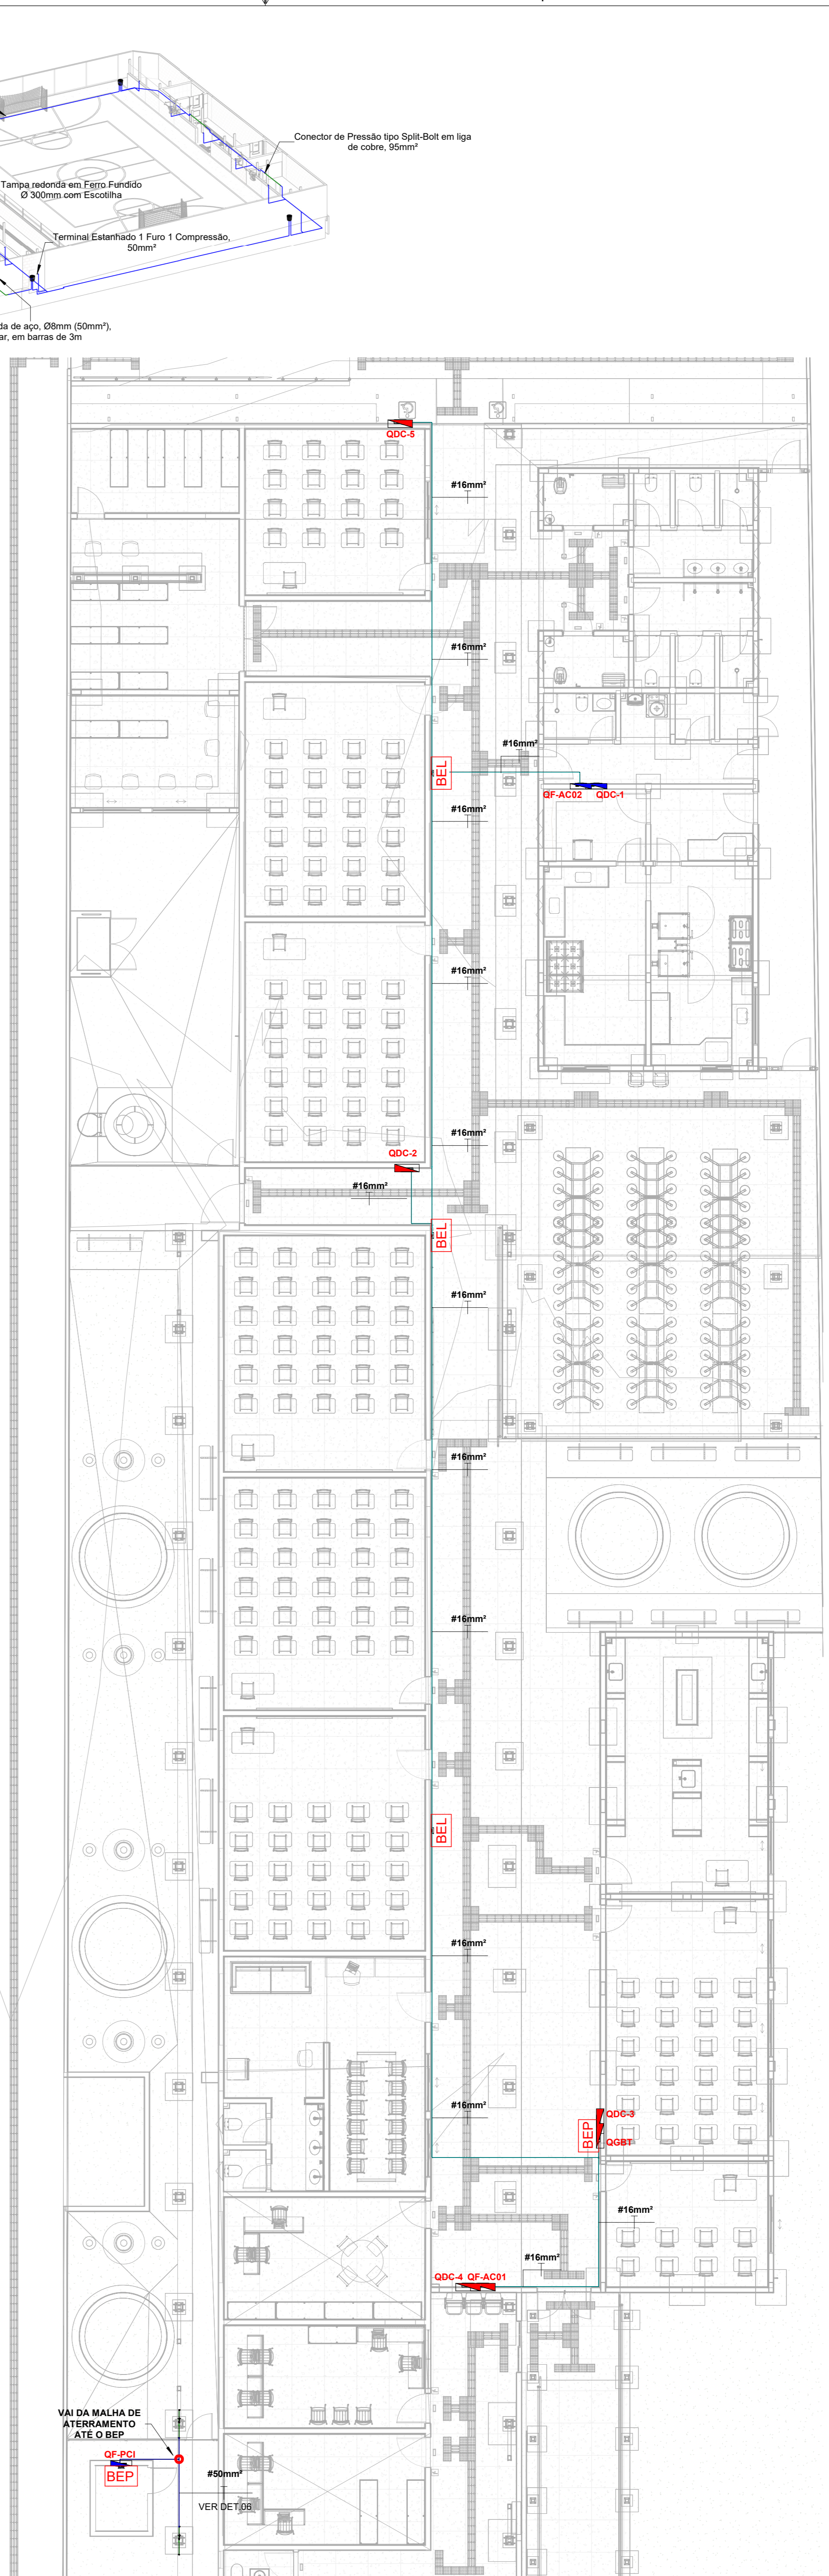 Conector de Pressão tipo Split-Bolt em liga
de cobre, 95mm²
Tampa redonda em Ferro Fundido
Ø 300mm com Escotilha
Terminal Estanhado 1 Furo 1 Compressão,
50mm²
da de aço, Ø8mm (50mm²),
ar, em barras de 3m
QDC-5
#16mm²
#16mm²
#16mm²
BEL
QF-AC02 QDC-1
#16mm²
#16mm²
#16mm²
QDC-2
#16mm²
BEL
#16mm²
#16mm²
#16mm²
BEL
#16mm²
#16mm²
QDC-3
BEP
QGBT
#16mm²
#16mm²
QDC-4 QF-AC01
VAI DA MALHA DE
ATERRAMENTO
ATÉ O BEP
QF-PCI
BEP
#50mm²
VER DET.06